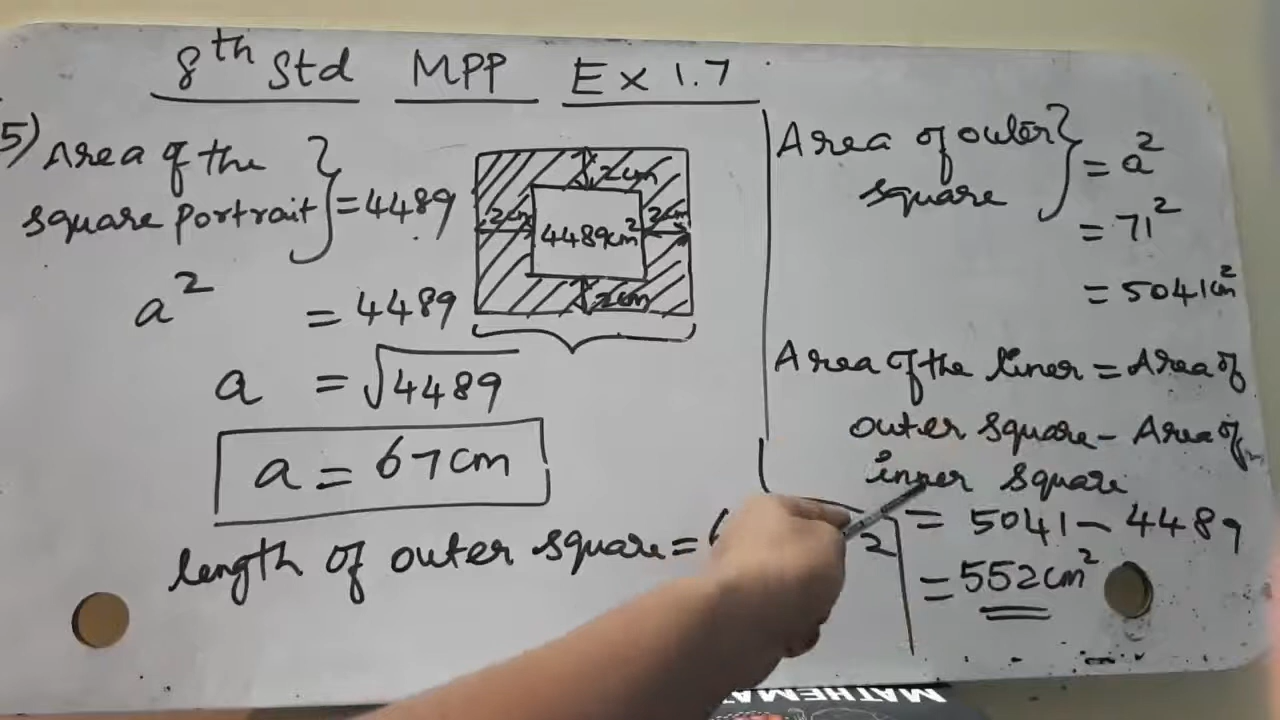 8th Std MPP Ex 1.7
5) Area of the
square portrait } = 4489
a² = 4489
a = √4489
a = 67cm
length of outer square =
2
2cm
2cm
4489cm²
2cm
2cm
Area of outer
square } = a²
= 71²
= 5041cm²
Area of the liner = Area of
outer square - Area of
inner square
= 5041 - 4489
= 552cm²